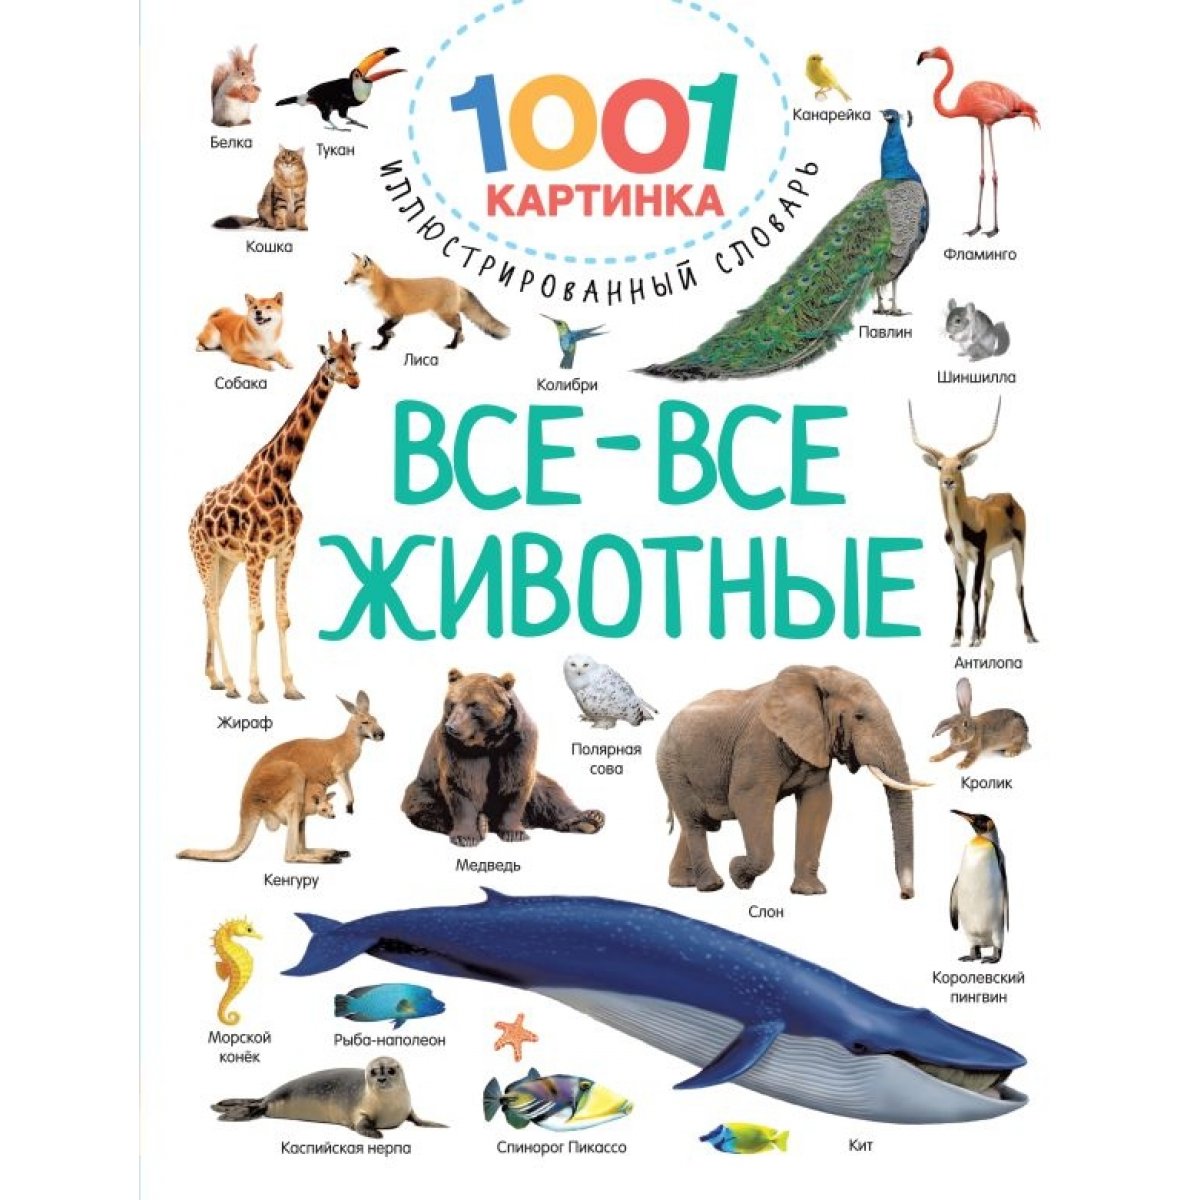 1001
КАРТИНКА
ИЛЛЮСТРИРОВАННЫЙ СЛОВАРЬ
Белка
Тукан
Канарейка
Кошка
Фламинго
Павлин
Лиса
Шиншилла
Собака
Колибри
ВСЕ-ВСЕ
ЖИВОТНЫЕ
Антилопа
Жираф
Полярная
сова
Кролик
Медведь
Кенгуру
Слон
Королевский
пингвин
Морской
конёк
Рыба-наполеон
Каспийская нерпа
Спинорог Пикассо
Кит